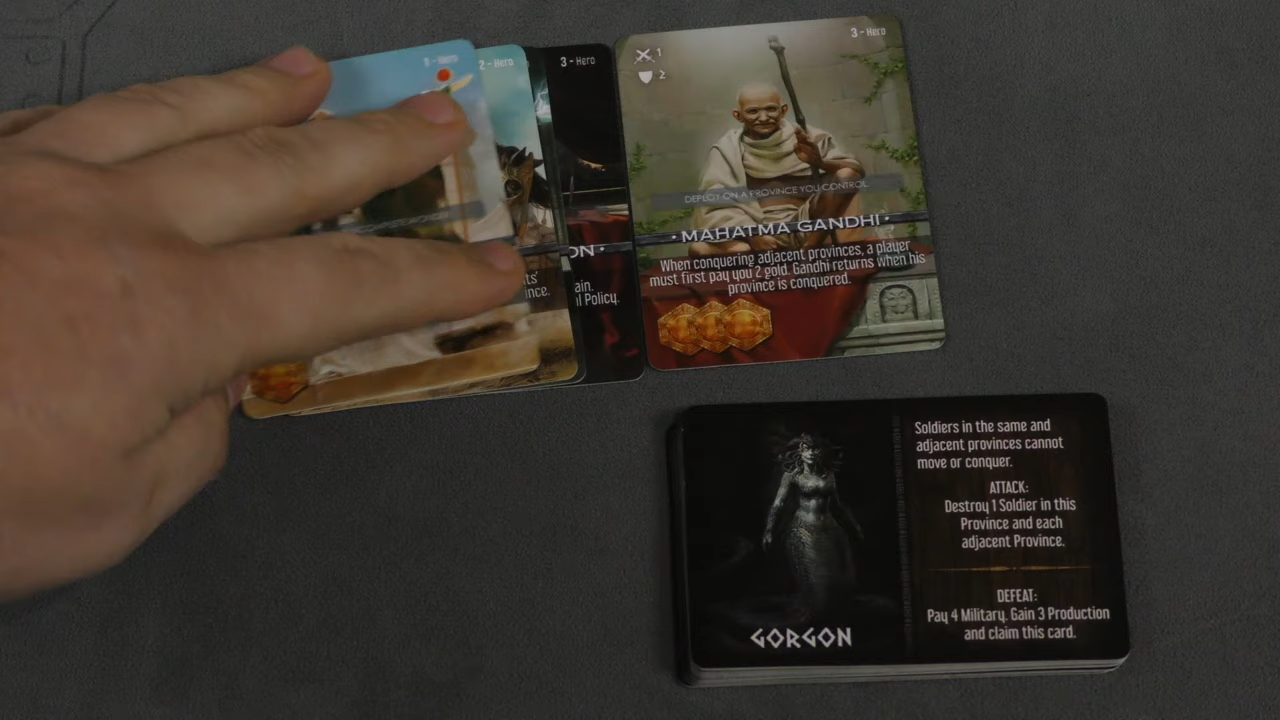 3 - Hero
2 - Hero
3 - Hero
ON •
ain.
l Policy.
ts'
ince.
1
2
3 - Hero
DEPLOY ON A PROVINCE YOU CONTROL
• MAHATMA GANDHI •
When conquering adjacent provinces, a player
must first pay you 2 gold. Gandhi returns when his
province is conquered.
Soldiers in the same and
adjacent provinces cannot
move or conquer.
ATTACK:
Destroy 1 Soldier in this
Province and each
adjacent Province.
DEFEAT:
Pay 4 Military. Gain 3 Production
and claim this card.
GORGON